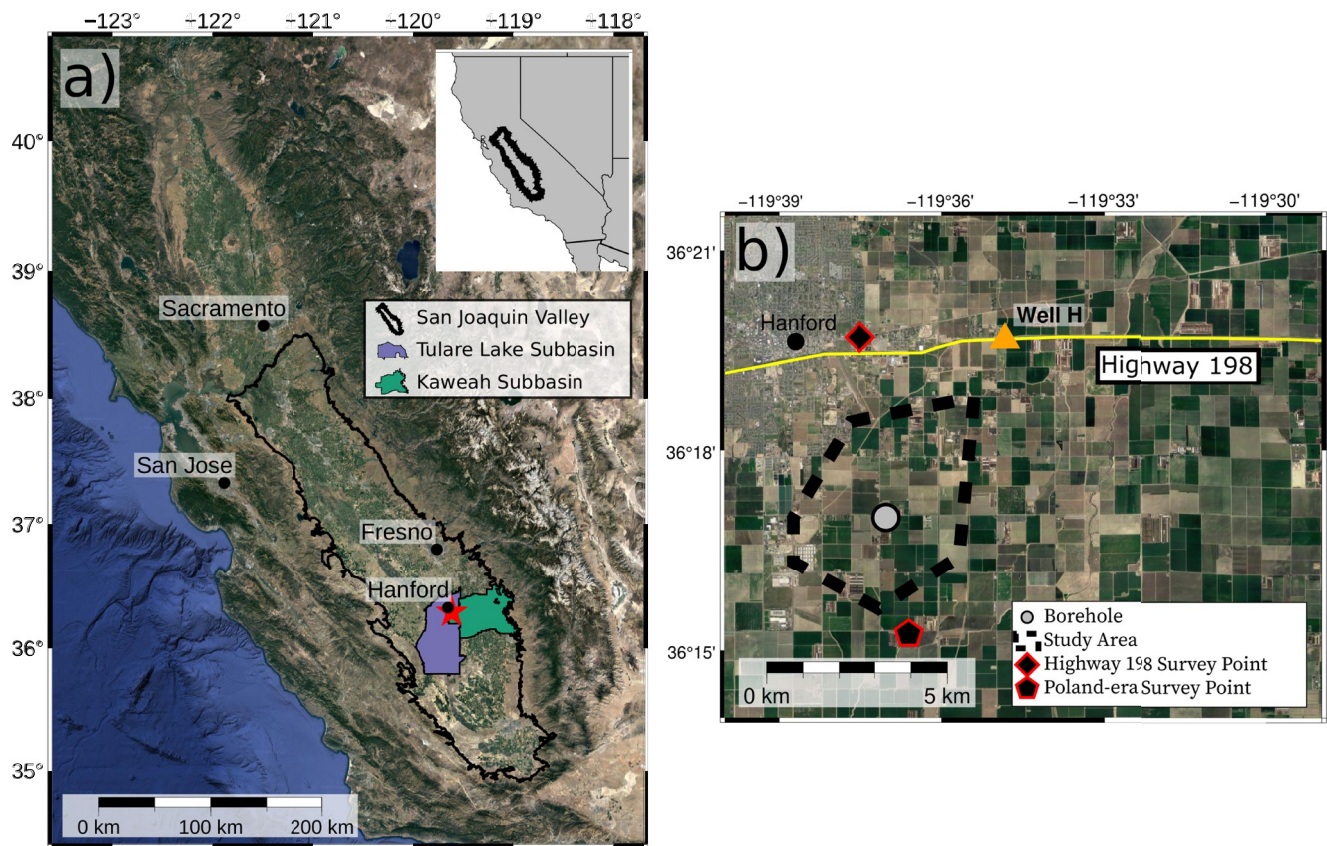 −123° −122° −121° −120° −119° −118°
a)
40°
39°
38°
37°
36°
35°
San Joaquin Valley
Tulare Lake Subbasin
Kaweah Subbasin
Sacramento
San Jose
Fresno
Hanford
0 km 100 km 200 km
−119°39' −119°36' −119°33' −119°30'
b)
36°21'
36°18'
36°15'
Well H
Hanford
Highway 198
Borehole
Study Area
Highway 198 Survey Point
Poland-era Survey Point
0 km 5 km